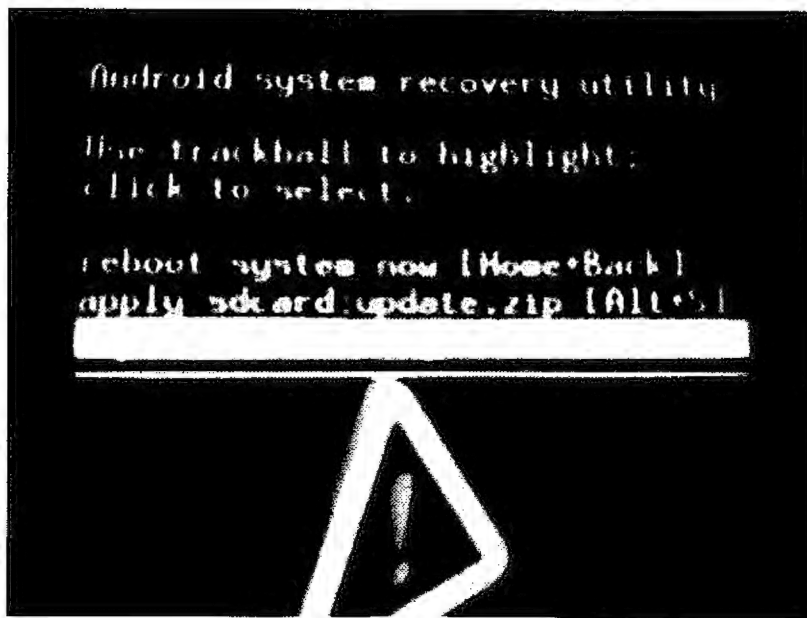 Android system recovery utility
Use trackball to highlight;
click to select.
reboot system now [Home+Back]
apply sdcard:update.zip [Alt+S]
!